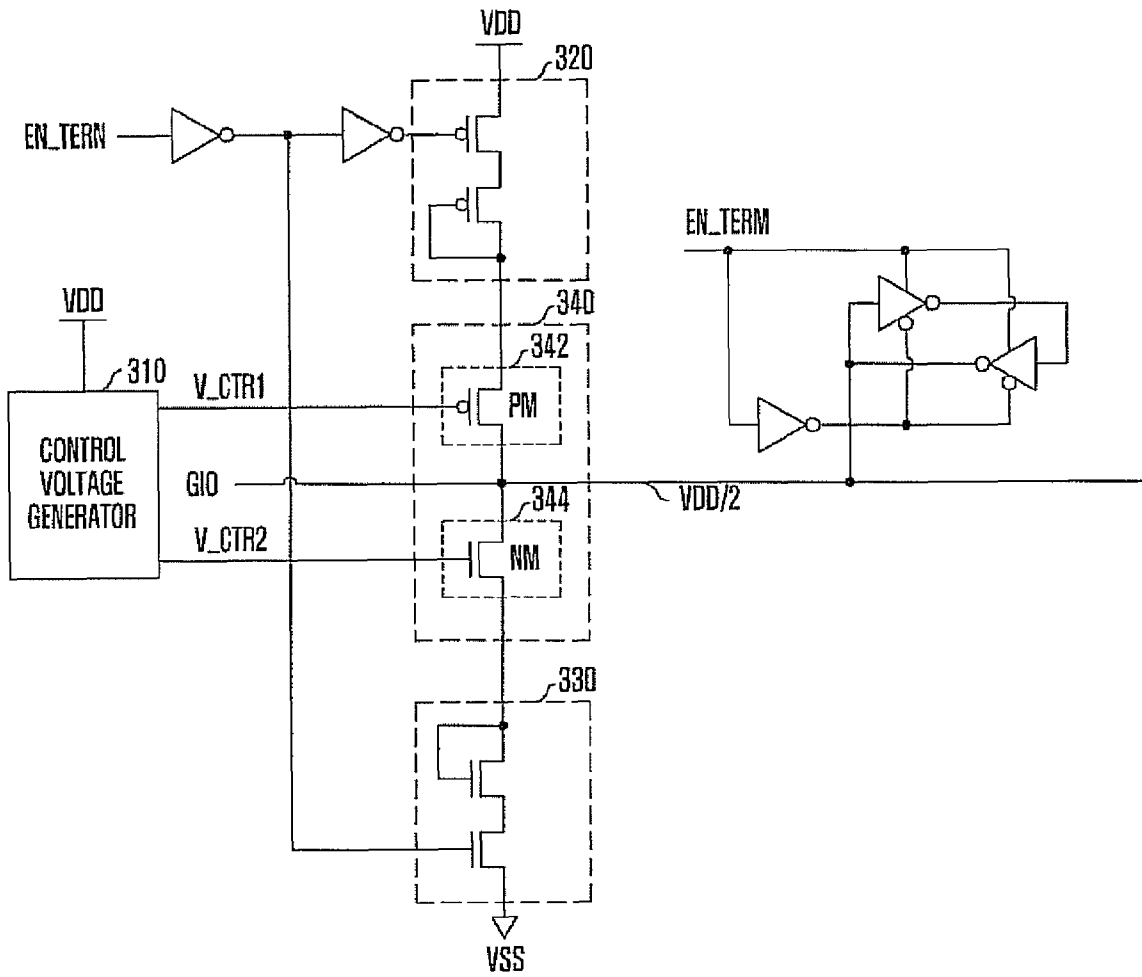 VDD
320
EN_TERN
EN_TERM
VDD
340
342
310
V_CTR1
PM
CONTROL
VOLTAGE
GENERATOR
GIO
VDD/2
344
V_CTR2
NM
330
VSS